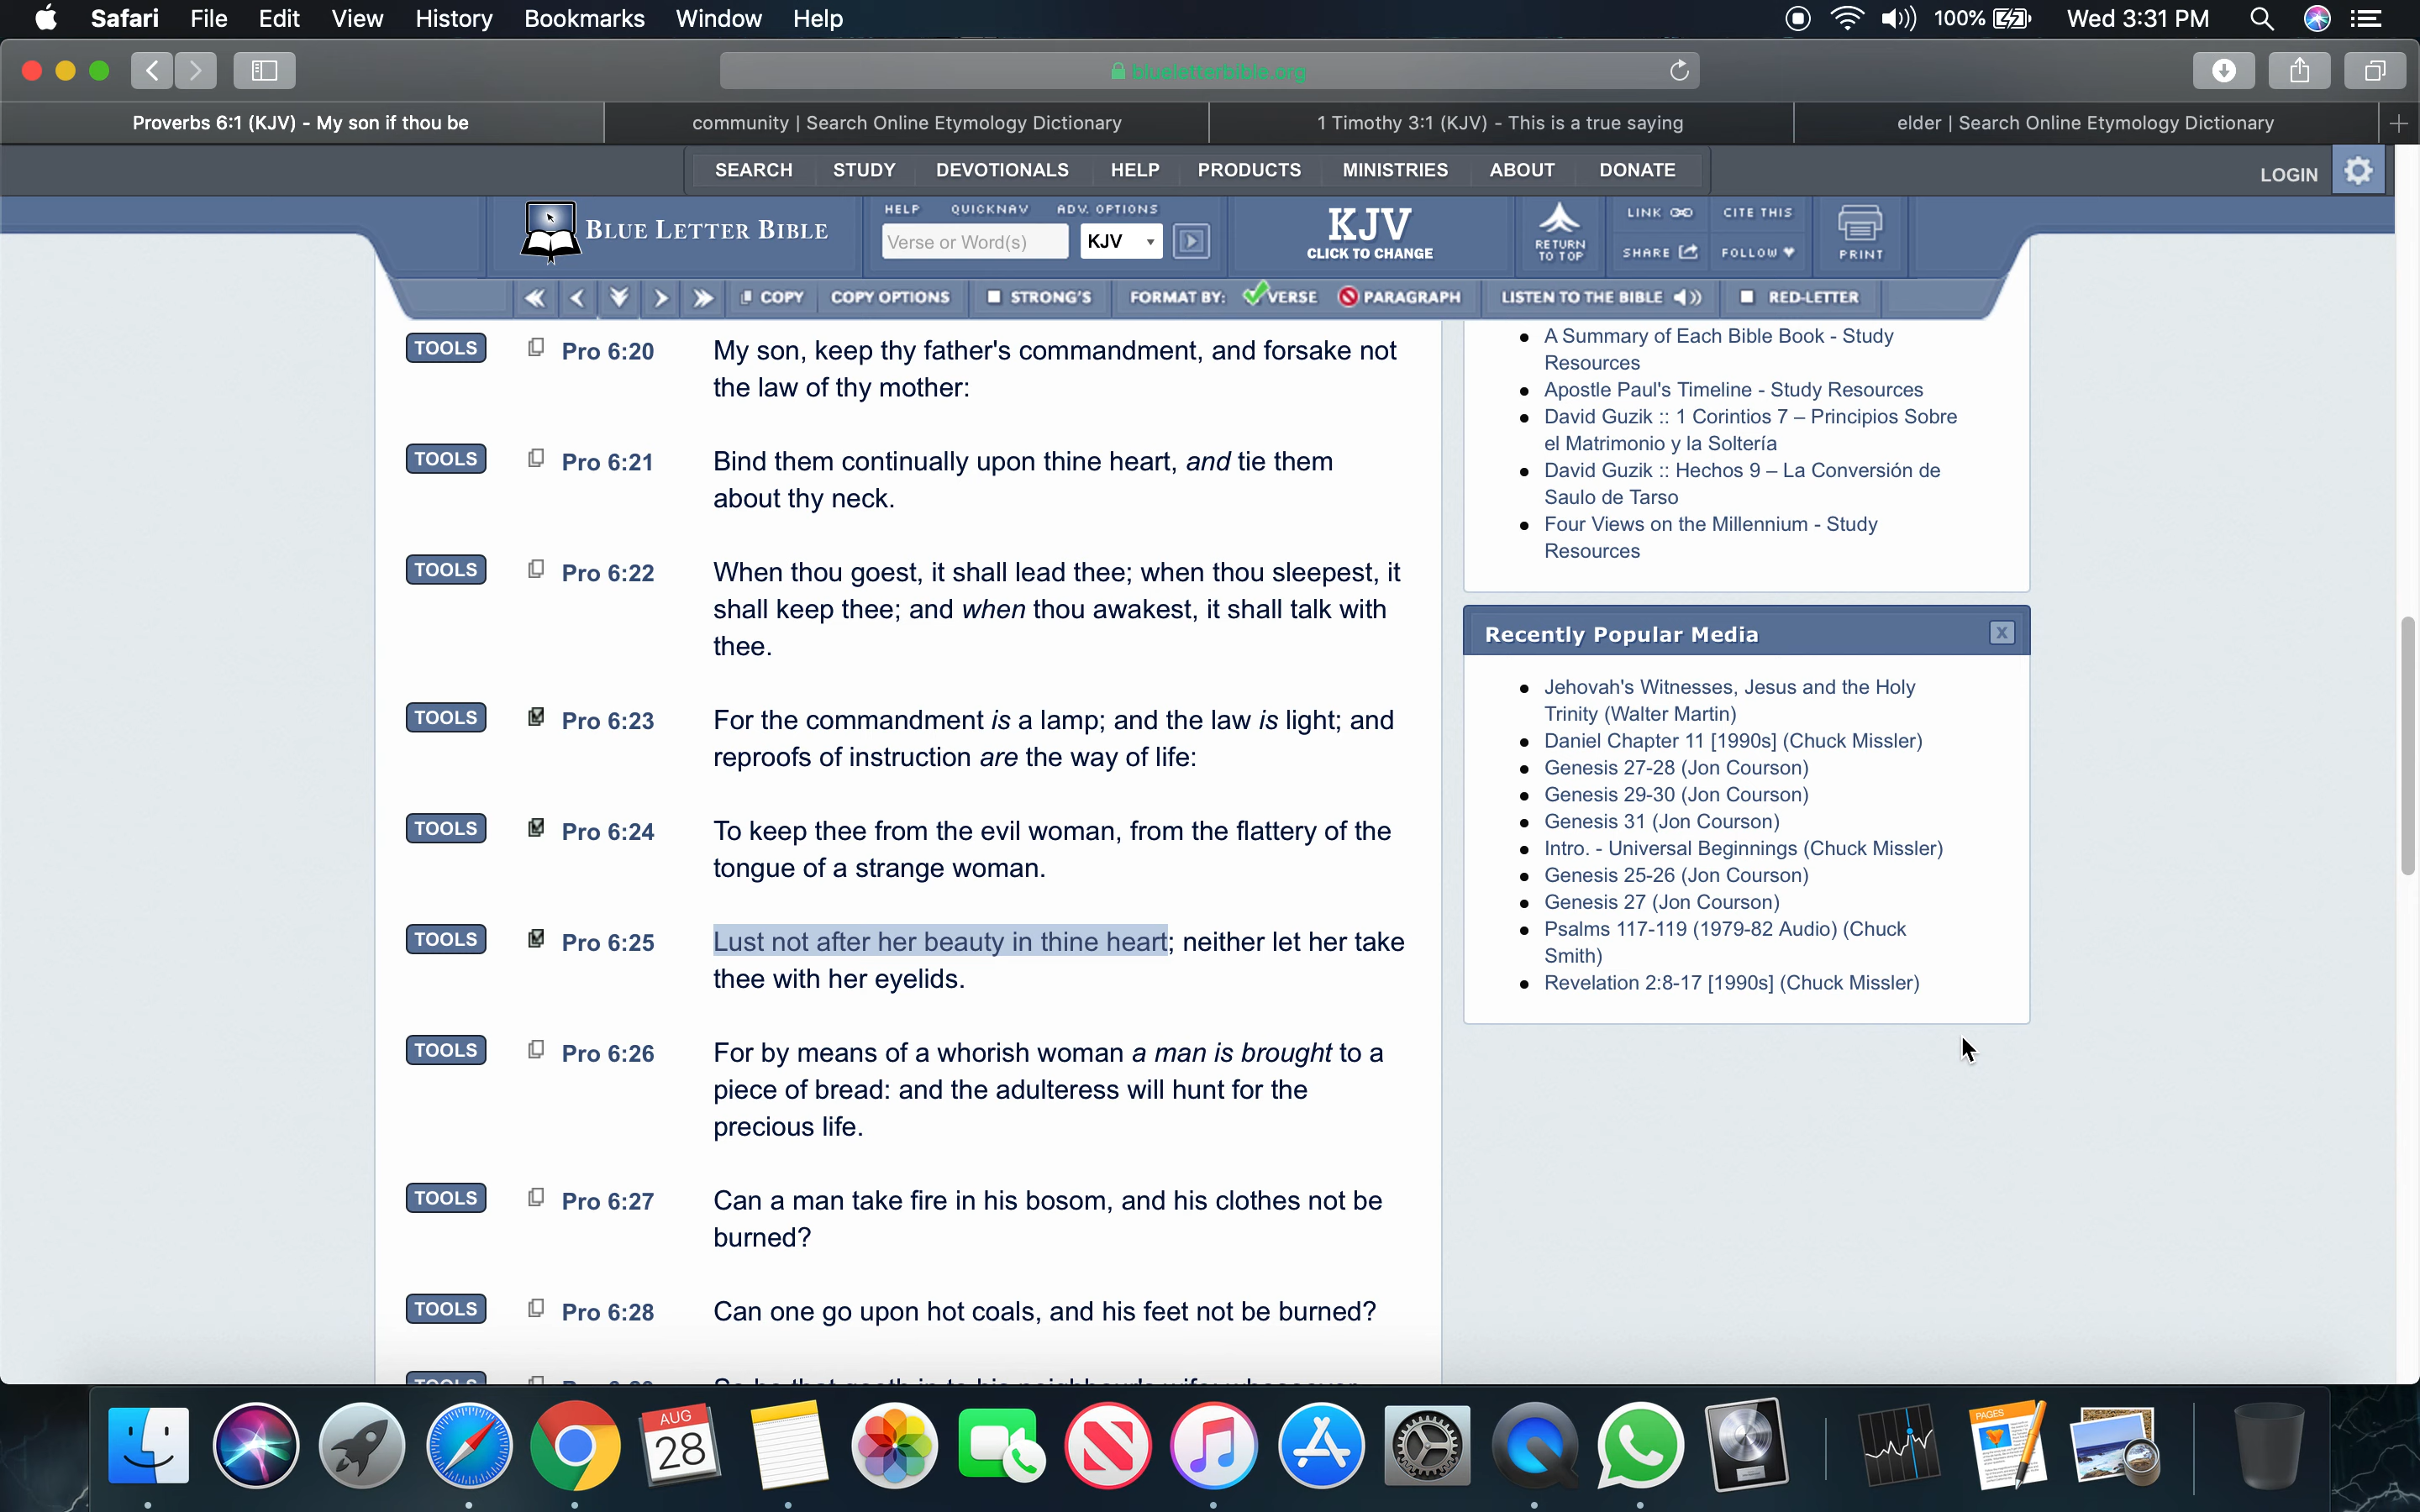 Safari File Edit View History Bookmarks Window Help 100% Wed 3:31 PM
blueletterbible.org
Proverbs 6:1 (KJV) - My son if thou be
community | Search Online Etymology Dictionary
1 Timothy 3:1 (KJV) - This is a true saying
elder | Search Online Etymology Dictionary
SEARCH STUDY DEVOTIONALS HELP PRODUCTS MINISTRIES ABOUT DONATE
LOGIN
BLUE LETTER BIBLE
HELP QUICKNAV ADV. OPTIONS
Verse or Word(s) KJV
KJV
CLICK TO CHANGE
RETURN
TO TOP
LINK CITE THIS
SHARE FOLLOW
PRINT
COPY COPY OPTIONS STRONG'S FORMAT BY: VERSE PARAGRAPH LISTEN TO THE BIBLE RED-LETTER
TOOLS Pro 6:20 My son, keep thy father's commandment, and forsake not
the law of thy mother:
TOOLS Pro 6:21 Bind them continually upon thine heart, and tie them
about thy neck.
TOOLS Pro 6:22 When thou goest, it shall lead thee; when thou sleepest, it
shall keep thee; and when thou awakest, it shall talk with
thee.
TOOLS Pro 6:23 For the commandment is a lamp; and the law is light; and
reproofs of instruction are the way of life:
TOOLS Pro 6:24 To keep thee from the evil woman, from the flattery of the
tongue of a strange woman.
TOOLS Pro 6:25 Lust not after her beauty in thine heart; neither let her take
thee with her eyelids.
TOOLS Pro 6:26 For by means of a whorish woman a man is brought to a
piece of bread: and the adulteress will hunt for the
precious life.
TOOLS Pro 6:27 Can a man take fire in his bosom, and his clothes not be
burned?
TOOLS Pro 6:28 Can one go upon hot coals, and his feet not be burned?
A Summary of Each Bible Book - Study
Resources
Apostle Paul's Timeline - Study Resources
David Guzik :: 1 Corintios 7 – Principios Sobre
el Matrimonio y la Soltería
David Guzik :: Hechos 9 – La Conversión de
Saulo de Tarso
Four Views on the Millennium - Study
Resources
Recently Popular Media
x
Jehovah's Witnesses, Jesus and the Holy
Trinity (Walter Martin)
Daniel Chapter 11 [1990s] (Chuck Missler)
Genesis 27-28 (Jon Courson)
Genesis 29-30 (Jon Courson)
Genesis 31 (Jon Courson)
Intro. - Universal Beginnings (Chuck Missler)
Genesis 25-26 (Jon Courson)
Genesis 27 (Jon Courson)
Psalms 117-119 (1979-82 Audio) (Chuck
Smith)
Revelation 2:8-17 [1990s] (Chuck Missler)
AUG
28
PAGES